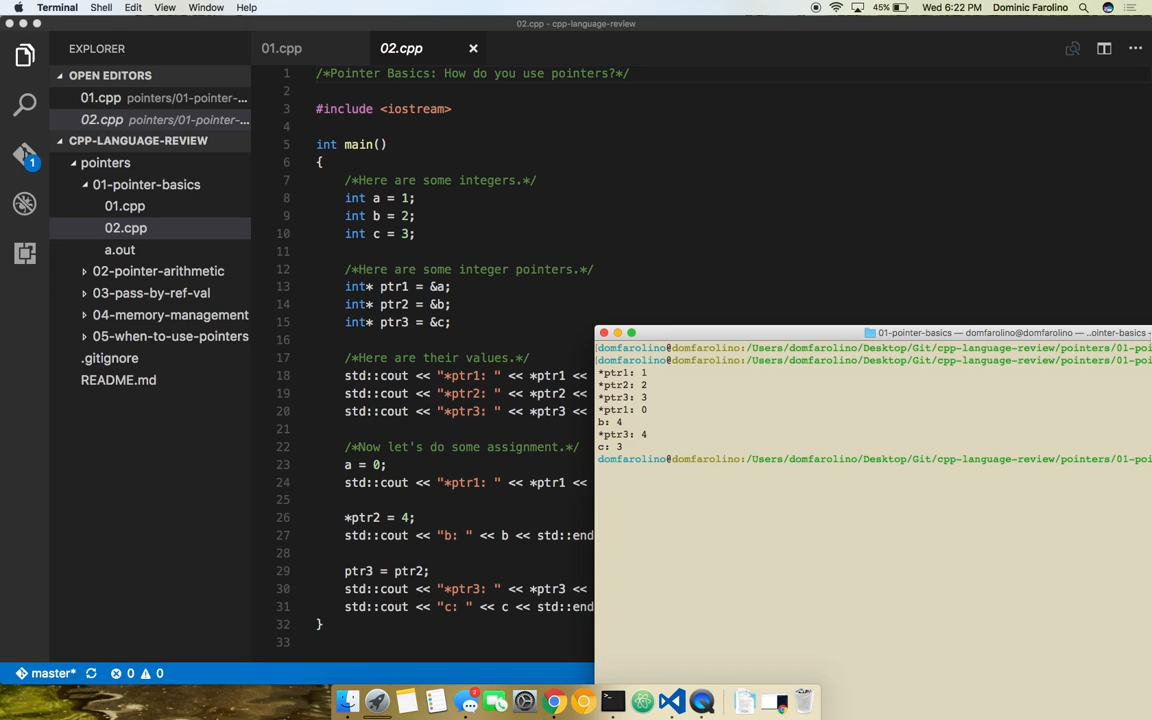 Terminal Shell Edit View Window Help 45% Wed 6:22 PM Dominic Farolino
02.cpp - cpp-language-review
EXPLORER
OPEN EDITORS
01.cpp pointers/01-pointer-...
02.cpp pointers/01-pointer-...
CPP-LANGUAGE-REVIEW
pointers
01-pointer-basics
01.cpp
02.cpp
a.out
02-pointer-arithmetic
03-pass-by-ref-val
04-memory-management
05-when-to-use-pointers
.gitignore
README.md
1
01.cpp 02.cpp
1 /*Pointer Basics: How do you use pointers?*/
2
3 #include <iostream>
4
5 int main()
6 {
7 /*Here are some integers.*/
8 int a = 1;
9 int b = 2;
10 int c = 3;
11
12 /*Here are some integer pointers.*/
13 int* ptr1 = &a;
14 int* ptr2 = &b;
15 int* ptr3 = &c;
16
17 /*Here are their values.*/
18 std::cout << "*ptr1: " << *ptr1 <<
19 std::cout << "*ptr2: " << *ptr2 <<
20 std::cout << "*ptr3: " << *ptr3 <<
21
22 /*Now let's do some assignment.*/
23 a = 0;
24 std::cout << "*ptr1: " << *ptr1 <<
25
26 *ptr2 = 4;
27 std::cout << "b: " << b << std::end
28
29 ptr3 = ptr2;
30 std::cout << "*ptr3: " << *ptr3 <<
31 std::cout << "c: " << c << std::end
32 }
33
01-pointer-basics — domfarolino@domfarolino — ..ointer-basics -
domfarolino@domfarolino:/Users/domfarolino/Desktop/Git/cpp-language-review/pointers/01-poi
domfarolino@domfarolino:/Users/domfarolino/Desktop/Git/cpp-language-review/pointers/01-poi
*ptr1: 1
*ptr2: 2
*ptr3: 3
*ptr1: 0
b: 4
*ptr3: 4
c: 3
domfarolino@domfarolino:/Users/domfarolino/Desktop/Git/cpp-language-review/pointers/01-poi
master* 0 0